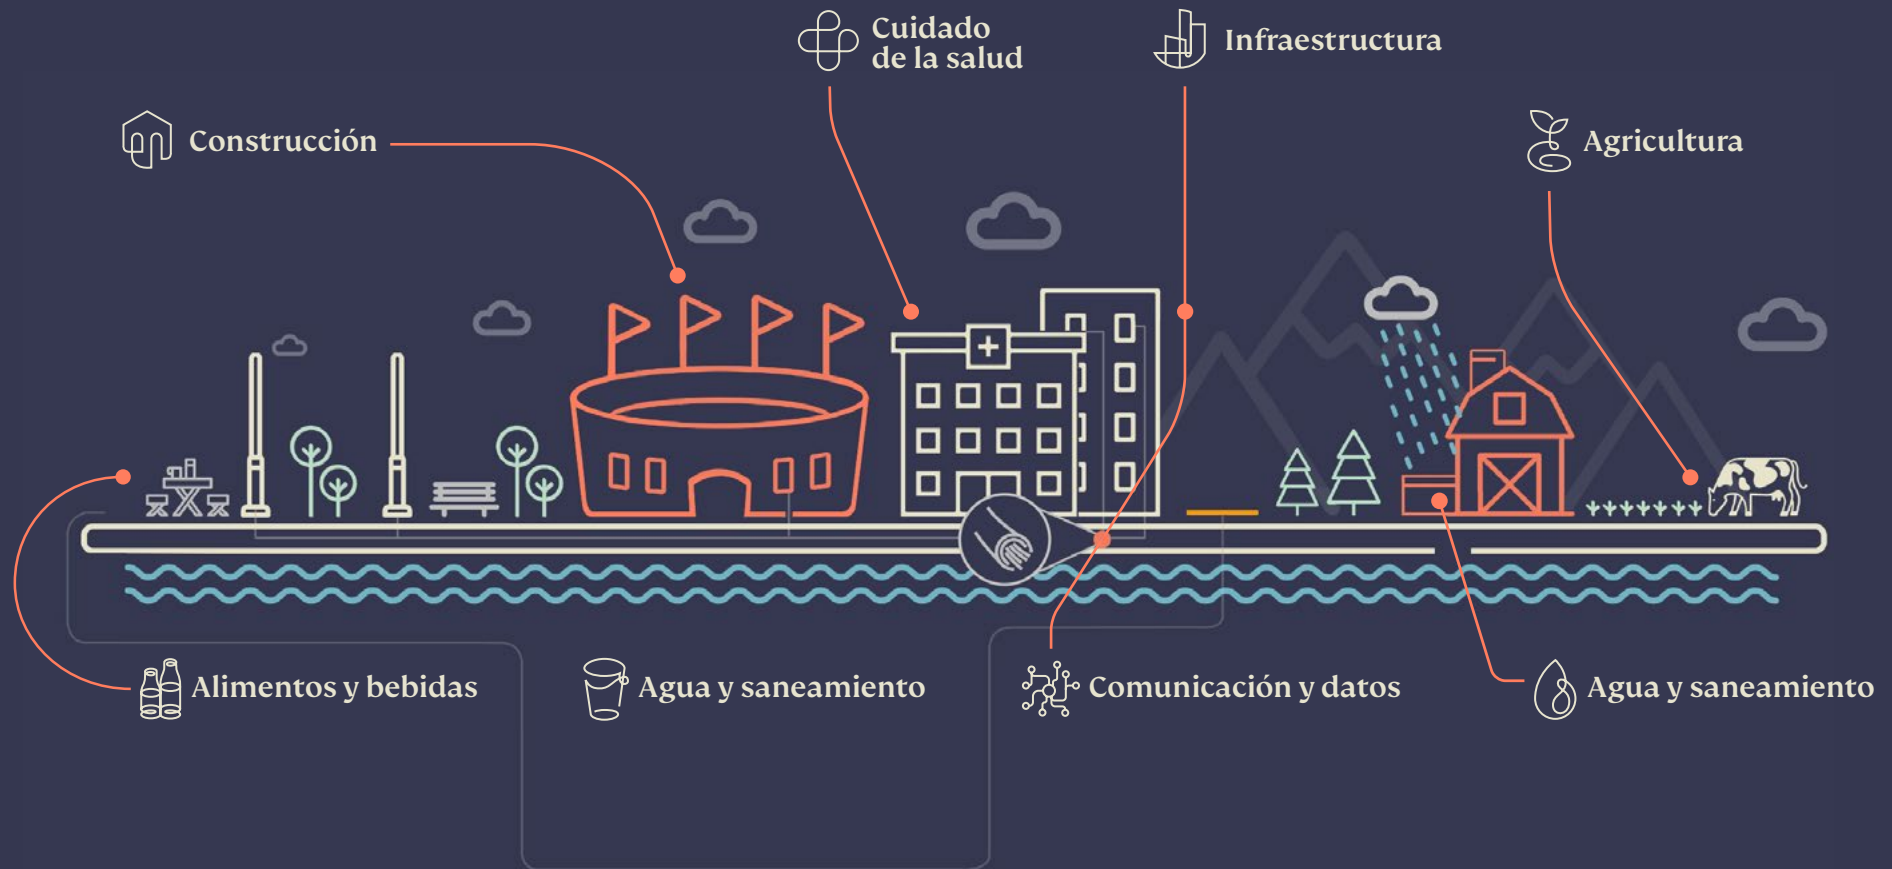 Cuidado
de la salud
Infraestructura
Construcción
Agricultura
Alimentos y bebidas
Agua y saneamiento
Comunicación y datos
Agua y saneamiento